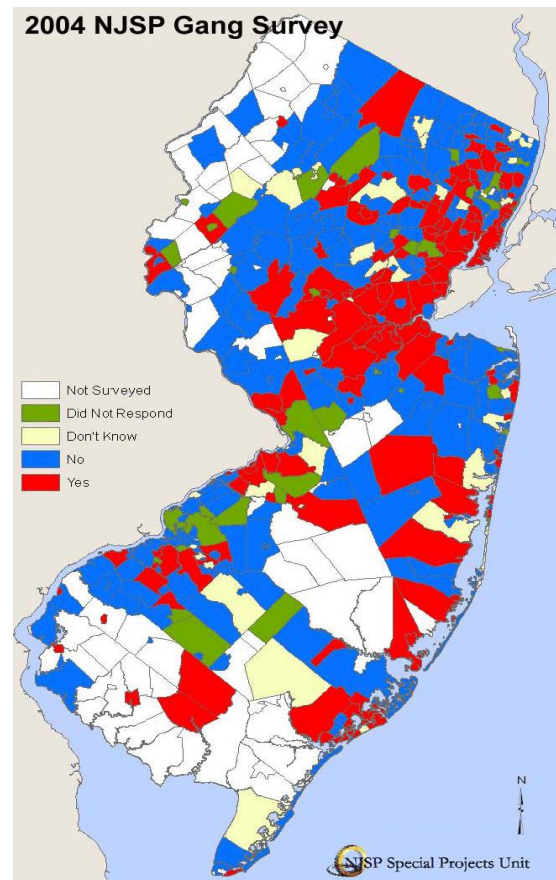 2004 NJSP Gang Survey
Not Surveyed
Did Not Respond
Don't Know
No
Yes
N
NJSP Special Projects Unit